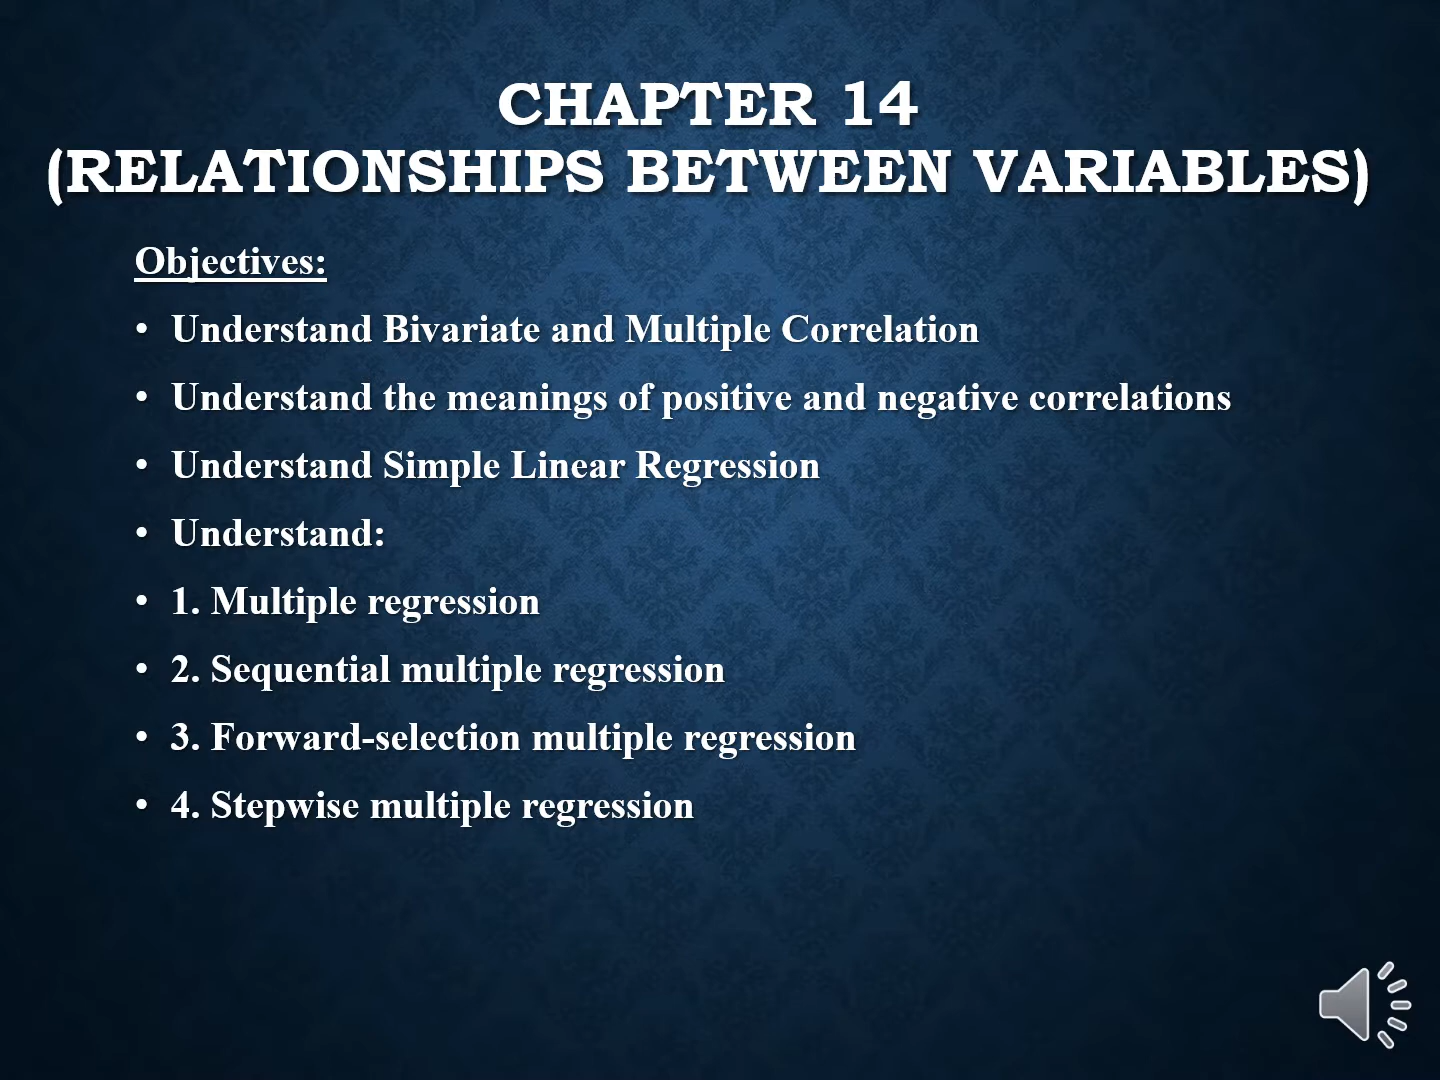 CHAPTER 14
(RELATIONSHIPS BETWEEN VARIABLES)
Objectives:
• Understand Bivariate and Multiple Correlation
• Understand the meanings of positive and negative correlations
• Understand Simple Linear Regression
• Understand:
• 1. Multiple regression
• 2. Sequential multiple regression
• 3. Forward-selection multiple regression
• 4. Stepwise multiple regression